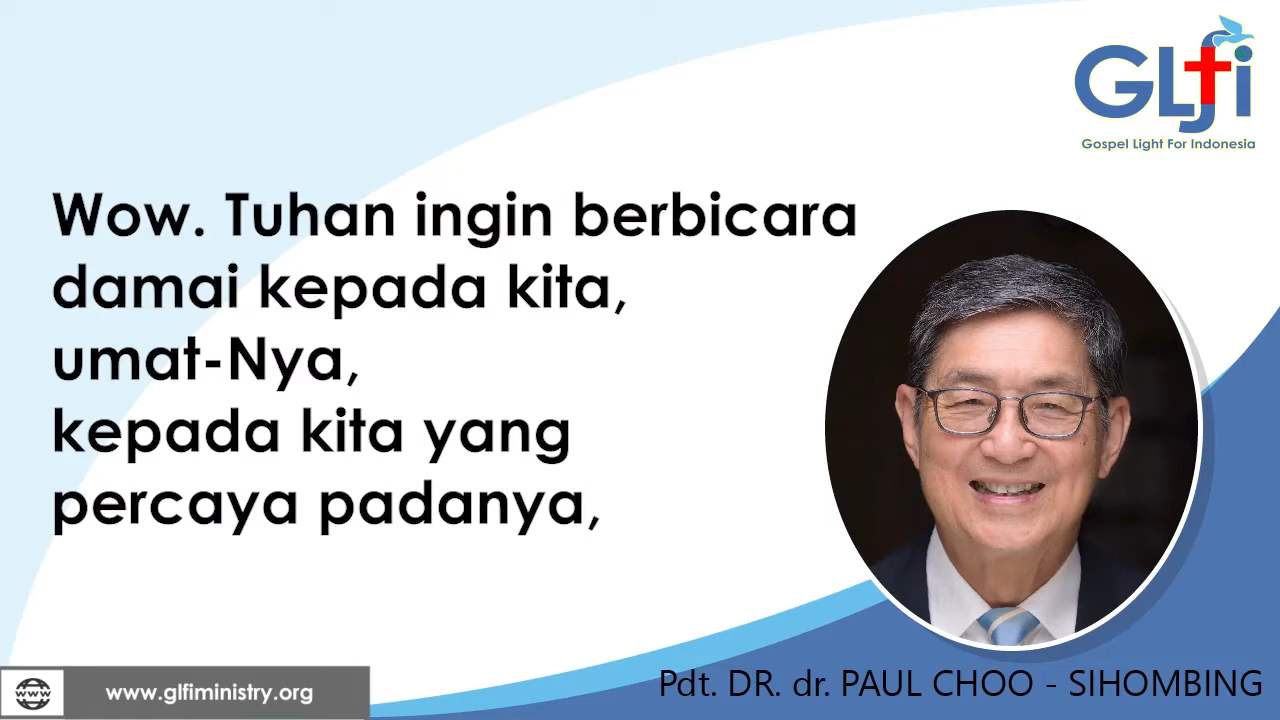 GLfi
Gospel Light For Indonesia
Wow. Tuhan ingin berbicara
damai kepada kita,
umat-Nya,
kepada kita yang
percaya padanya,
www
www.glfiministry.org
Pdt. DR. dr. PAUL CHOO - SIHOMBING